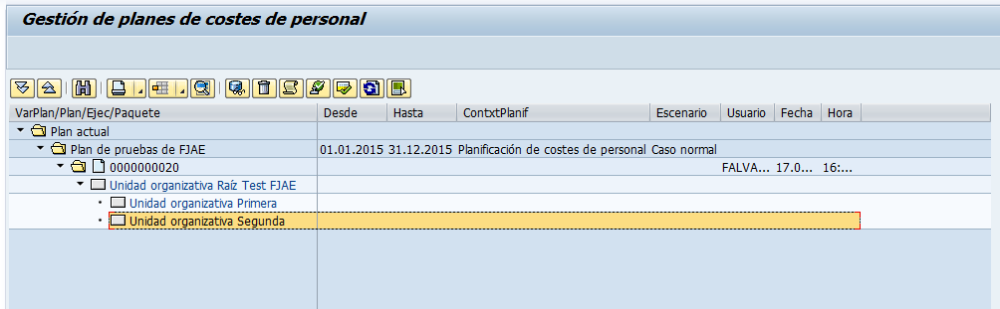 Gestión de planes de costes de personal
VarPlan/Plan/Ejec/Paquete Desde Hasta ContxtPlanif Escenario Usuario Fecha Hora
Plan actual
Plan de pruebas de FJAE 01.01.2015 31.12.2015 Planificación de costes de personal Caso normal
0000000020 FALVA... 17.0... 16:...
Unidad organizativa Raíz Test FJAE
Unidad organizativa Primera
Unidad organizativa Segunda